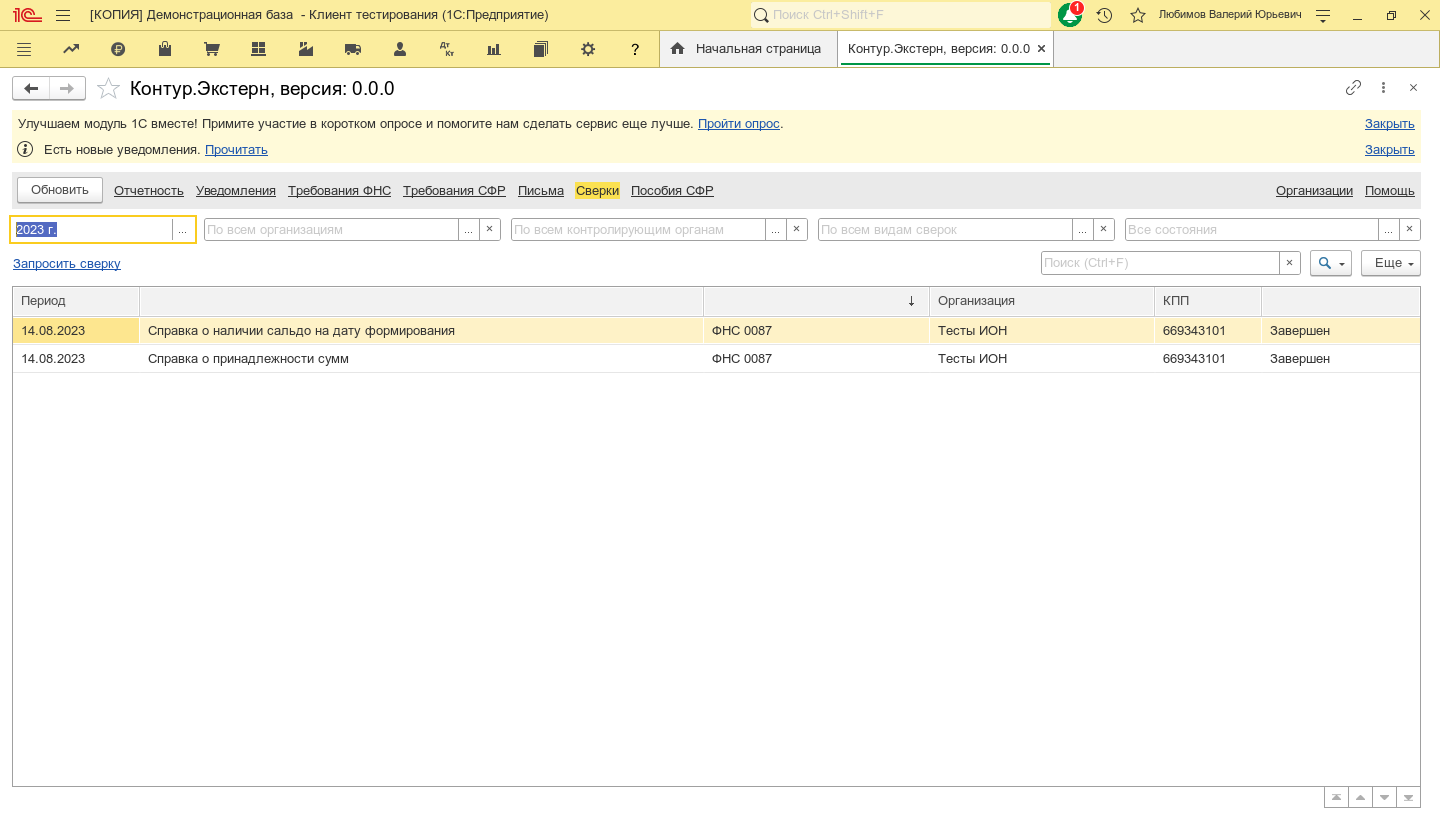 1С [КОПИЯ] Демонстрационная база - Клиент тестирования (1С:Предприятие) Поиск Ctrl+Shift+F 1 Любимов Валерий Юрьевич
₽ Дт Кт ? Начальная страница Контур.Экстерн, версия: 0.0.0
Контур.Экстерн, версия: 0.0.0
Улучшаем модуль 1С вместе! Примите участие в коротком опросе и помогите нам сделать сервис еще лучше. Пройти опрос. Закрыть
Есть новые уведомления. Прочитать Закрыть
Обновить Отчетность Уведомления Требования ФНС Требования СФР Письма Сверки Пособия СФР Организации Помощь
2023 г. ... По всем организациям ... По всем контролирующим органам ... По всем видам сверок ... Все состояния ...
Запросить сверку Поиск (Ctrl+F) Еще
Период Организация КПП
14.08.2023 Справка о наличии сальдо на дату формирования ФНС 0087 Тесты ИОН 669343101 Завершен
14.08.2023 Справка о принадлежности сумм ФНС 0087 Тесты ИОН 669343101 Завершен